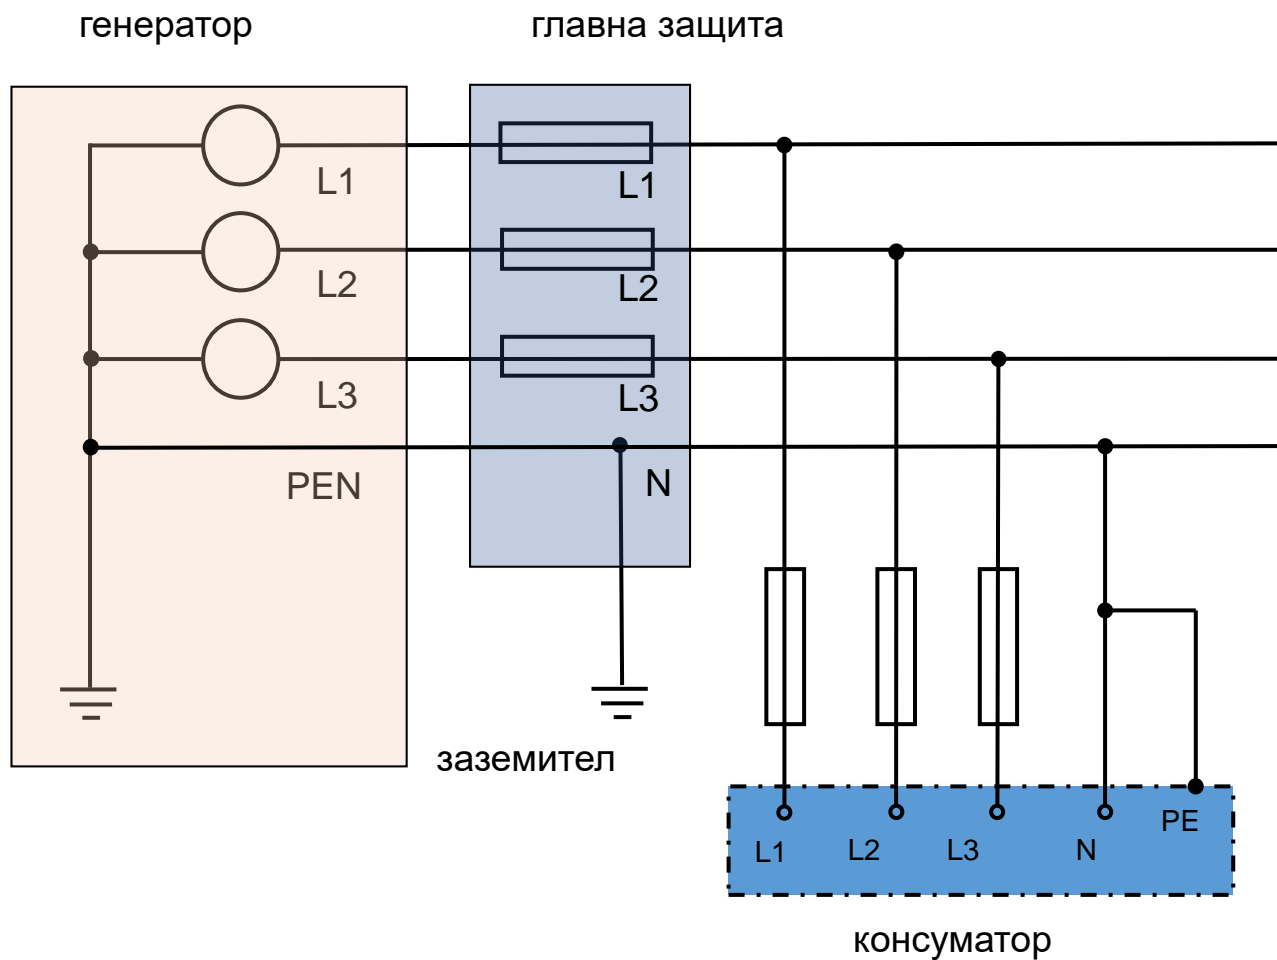 генератор
главна защита
L1
L1
L2
L2
L3
L3
PEN
N
заземител
L1
L2
L3
N
PE
консуматор